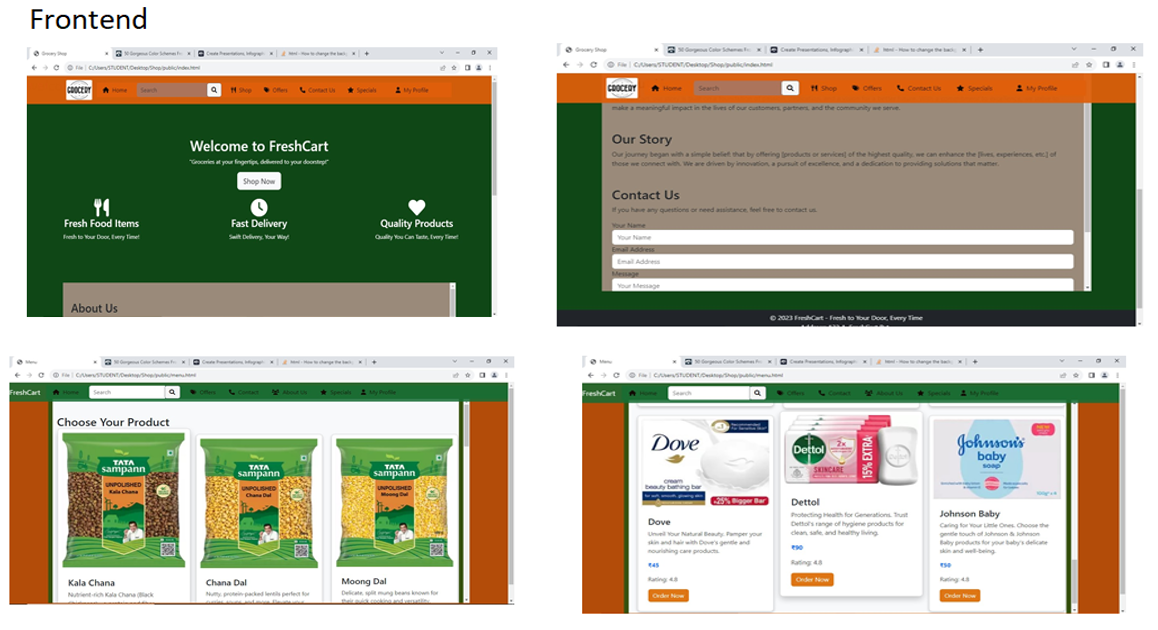 Frontend
Grocery Shop
50 Gorgeous Color Schemes Fr
Create Presentations, Infograph
html - How to change the back
File C:/Users/STUDENT/Desktop/Shop/public/index.html
GROCERY Home Search Shop Offers Contact Us Specials My Profile
Welcome to FreshCart
"Groceries at your fingertips, delivered to your doorstep!"
Shop Now
Fresh Food Items Fast Delivery Quality Products
Fresh to Your Door, Every Time! Swift Delivery, Your Way! Quality You Can Taste, Every Time!
About Us
Grocery Shop
50 Gorgeous Color Schemes Fr
Create Presentations, Infograph
html - How to change the back
File C:/Users/STUDENT/Desktop/Shop/public/index.html
GROCERY Home Search Shop Offers Contact Us Specials My Profile
make a meaningful impact in the lives of our customers, partners, and the community we serve.
Our Story
Our journey began with a simple belief: that by offering [products or services] of the highest quality, we can enhance the [lives, experiences, etc.] of
those we connect with. We are driven by innovation, a pursuit of excellence, and a dedication to providing solutions that matter.
Contact Us
If you have any questions or need assistance, feel free to contact us.
Your Name
Your Name
Email Address
Email Address
Message
Your Message
© 2023 FreshCart - Fresh to Your Door, Every Time
Menu
50 Gorgeous Color Schemes Fr
Create Presentations, Infograph
html - How to change the back
File C:/Users/STUDENT/Desktop/Shop/public/menu.html
FreshCart Home Search Offers Contact About Us Specials My Profile
Choose Your Product
TATA
sampann
UNPOLISHED
Kala Chana
TATA
sampann
UNPOLISHED
Chana Dal
TATA
sampann
UNPOLISHED
Moong Dal
Kala Chana
Nutrient-rich Kala Chana (Black
Chana Dal
Nutty, protein-packed lentils perfect for
Moong Dal
Delicate, split mung beans known for
their quick cooking and versatility.
Menu
50 Gorgeous Color Schemes Fr
Create Presentations, Infograph
html - How to change the back
File C:/Users/STUDENT/Desktop/Shop/public/menu.html
FreshCart Home Search Offers Contact About Us Specials My Profile
Dove
cream
beauty bathing bar
for soft, smooth, glowing skin
+25% Bigger Bar
Dove
Unveil Your Natural Beauty. Pamper your
skin and hair with Dove's gentle and
nourishing care products.
₹45
Rating: 4.8
Order Now
Dettol
2x
SKINCARE
15% EXTRA
Dettol
Protecting Health for Generations. Trust
Dettol's range of hygiene products for
clean, safe, and healthy living.
₹90
Rating: 4.8
Order Now
NEW
Johnson's
baby
soap
Johnson Baby
Caring for Your Little Ones. Choose the
gentle touch of Johnson & Johnson
Baby products for your baby's delicate
skin and well-being.
₹50
Rating: 4.8
Order Now